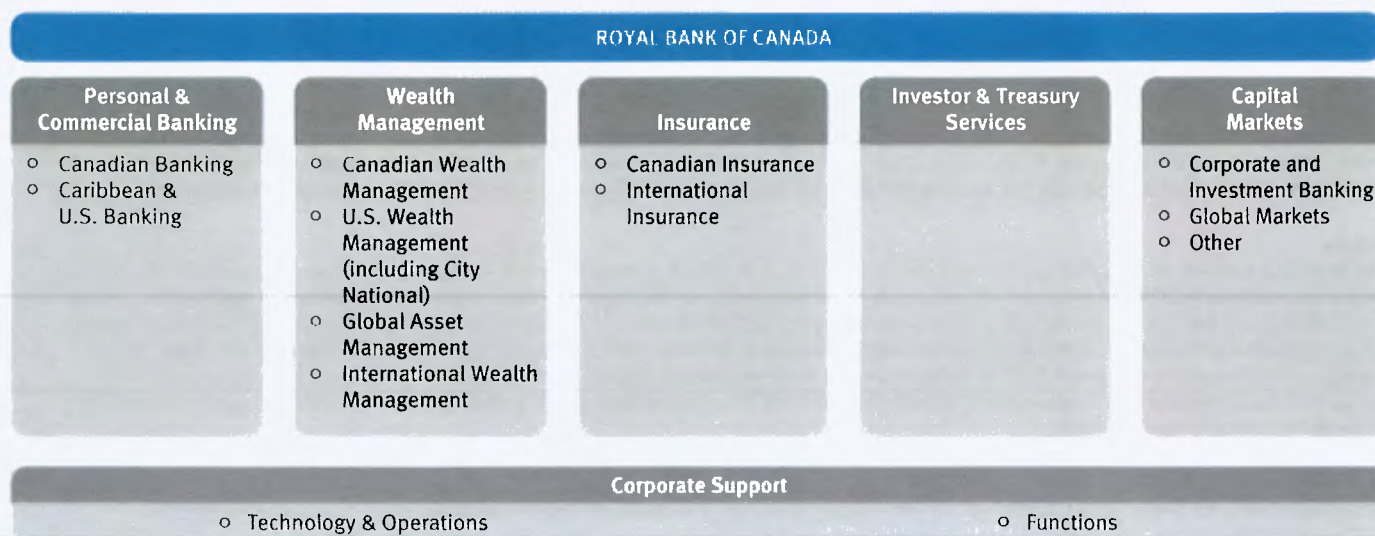 ROYAL BANK OF CANADA
Personal &
Commercial Banking
○ Canadian Banking
○ Caribbean &
U.S. Banking
Wealth
Management
○ Canadian Wealth
Management
○ U.S. Wealth
Management
(including City
National)
○ Global Asset
Management
○ International Wealth
Management
Insurance
○ Canadian Insurance
○ International
Insurance
Investor & Treasury
Services
Capital
Markets
○ Corporate and
Investment Banking
○ Global Markets
○ Other
Corporate Support
○ Technology & Operations
○ Functions